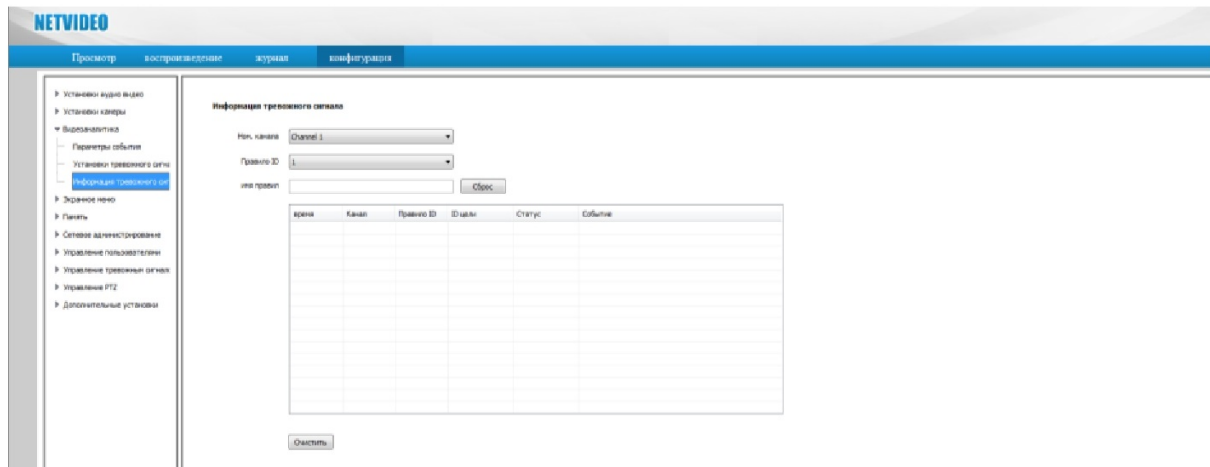 NETVIDEO
Просмотр воспроизведение журнал конфигурация
Установки аудио видео
Установки камеры
Видеоаналитика
Параметры события
Установки тревожного сигна
Информация тревожного сиг
Экранное меню
Память
Сетевое администрирование
Управление пользователями
Управление тревожным сигнало
Управление PTZ
Дополнительные установки
Информация тревожного сигнала
Ном. канала Channel 1
Правило ID 1
имя правил Сброс
время Канал Правило ID ID цели Статус Событие
Очистить